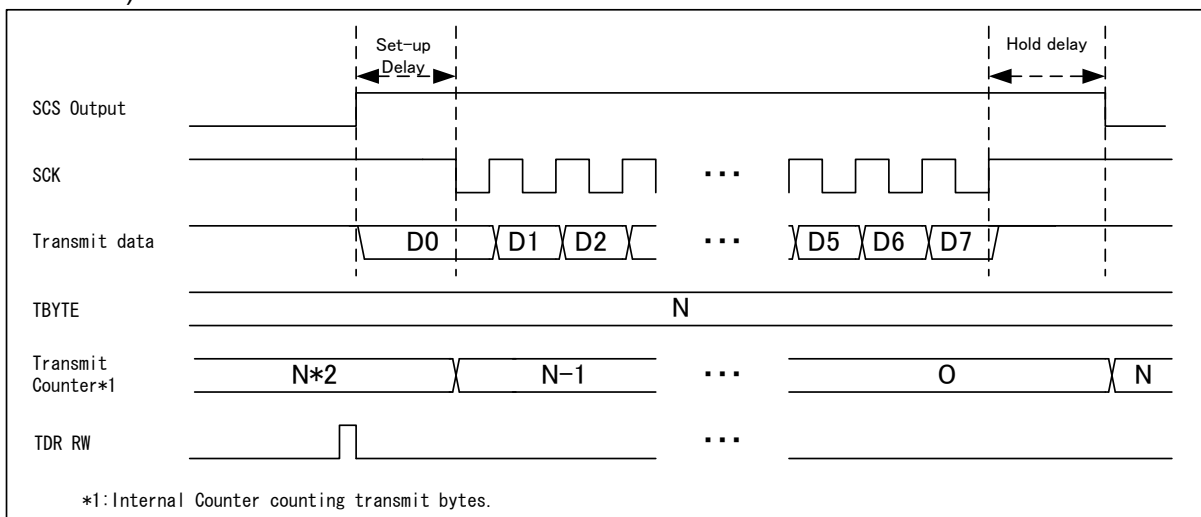 Set-up
Delay
Hold delay
SCS Output
SCK
...
Transmit data
D0 D1 D2 ... D5 D6 D7
TBYTE
N
Transmit
Counter*1
N*2 N-1 ... 0 N
TDR RW
...
*1:Internal Counter counting transmit bytes.